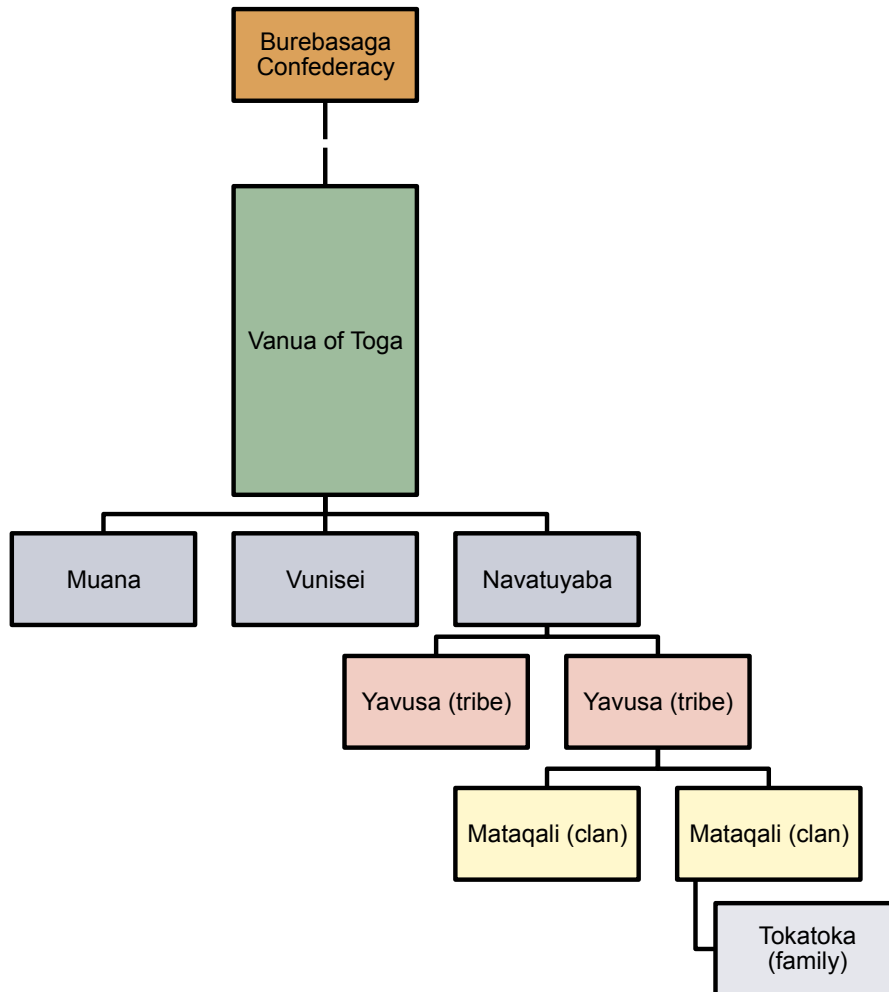 Burebasaga
Confederacy
Vanua of Toga
Muana
Vunisei
Navatuyaba
Yavusa (tribe)
Yavusa (tribe)
Mataqali (clan)
Mataqali (clan)
Tokatoka
(family)